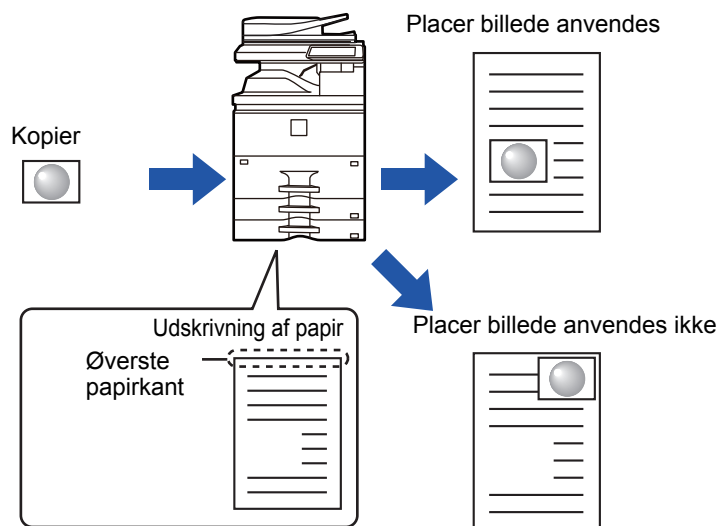 Placer billede anvendes
Kopier
Udskrivning af papir
Øverste
papirkant
Placer billede anvendes ikke